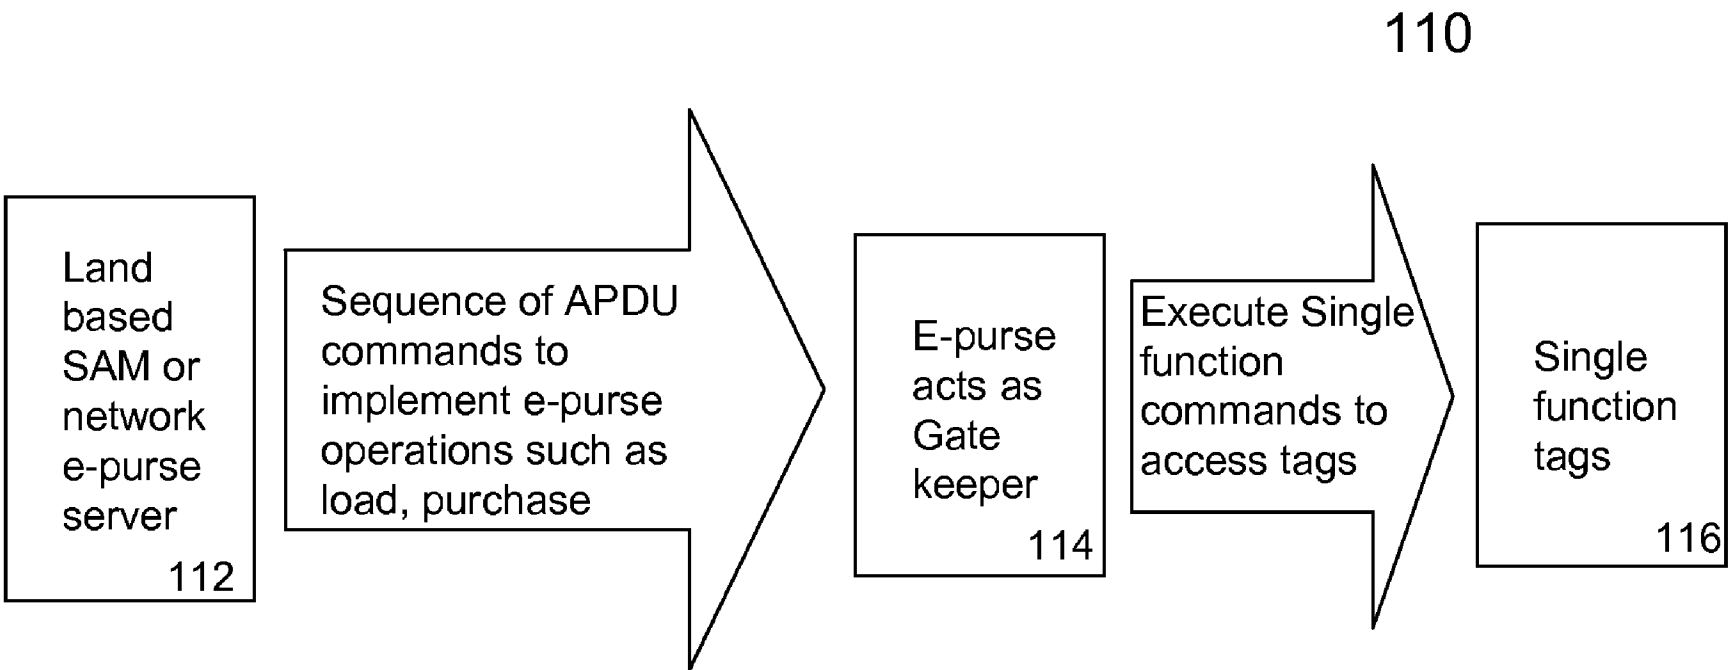 110
Land
based
SAM or
network
e-purse
server
112
Sequence of APDU
commands to
implement e-purse
operations such as
load, purchase
E-purse
acts as
Gate
keeper
114
Execute Single
function
commands to
access tags
Single
function
tags
116